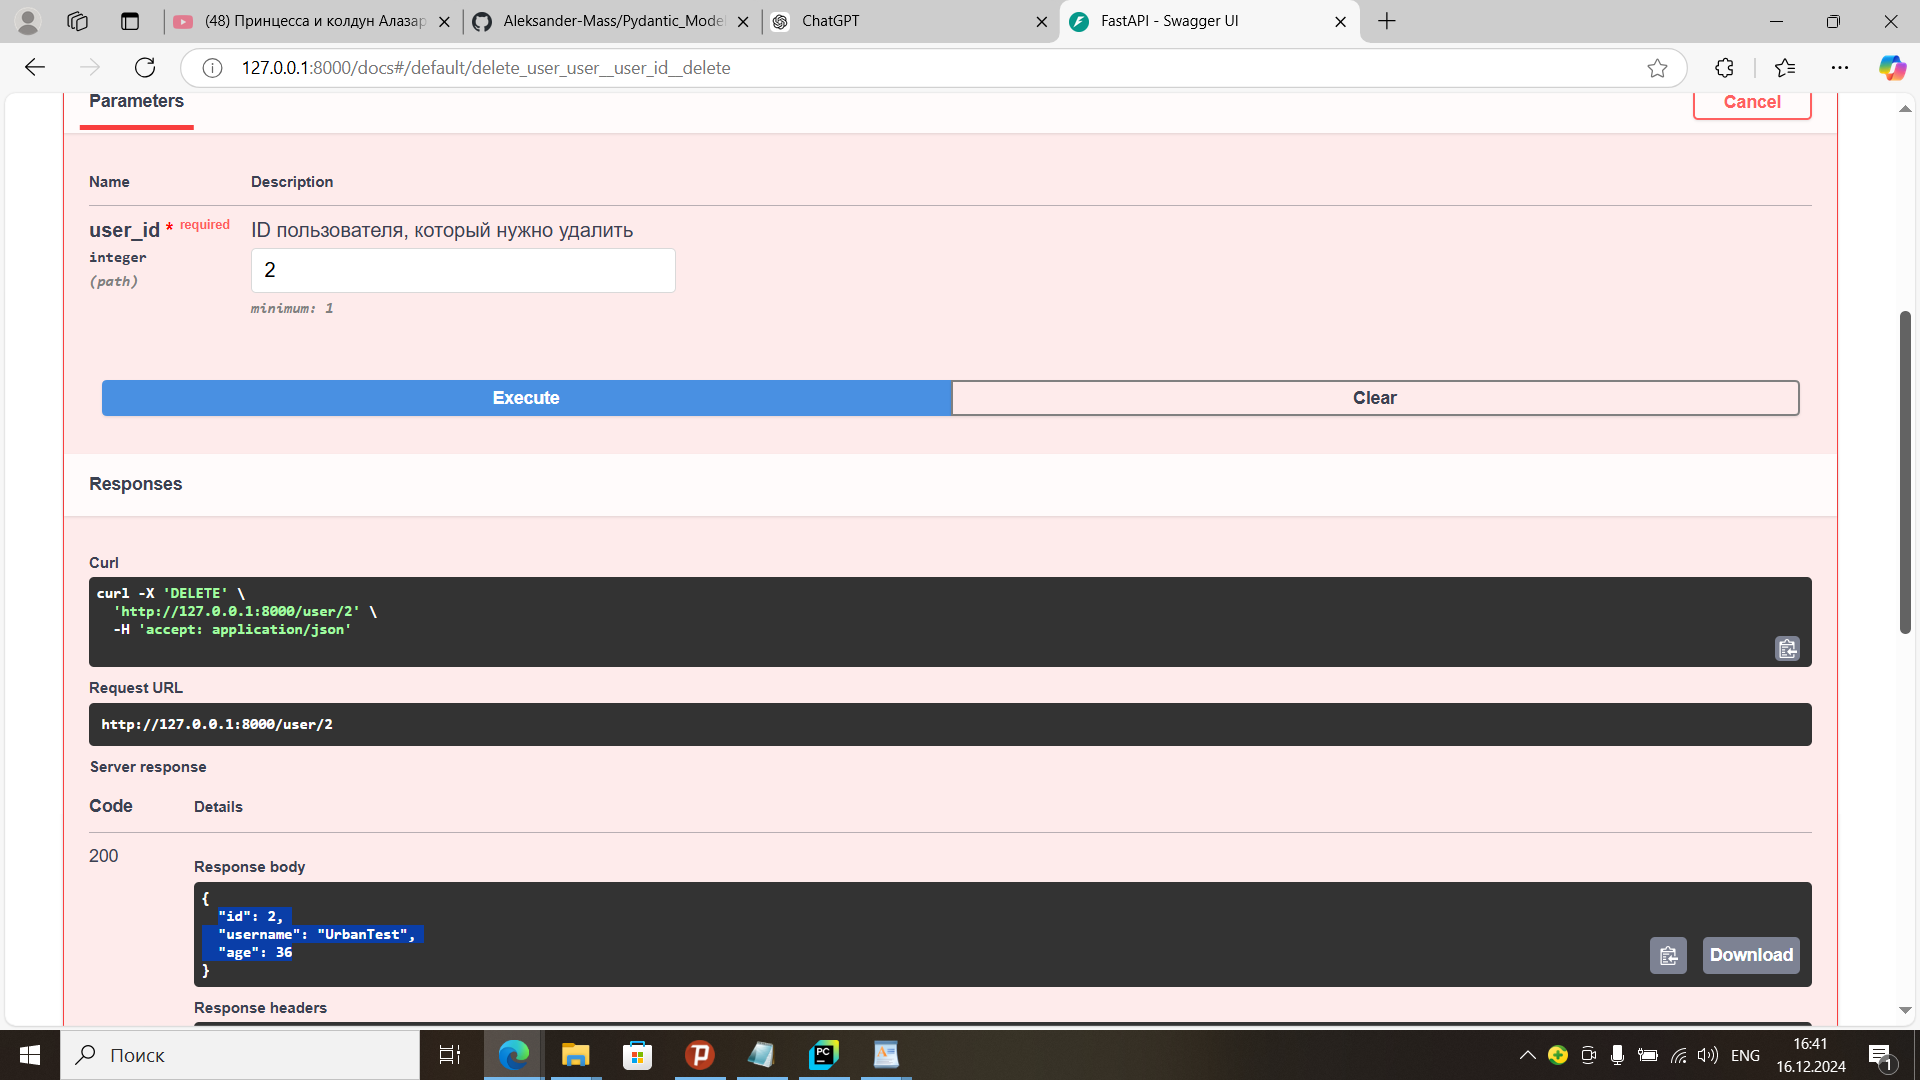 (48) Принцесса и колдун Алазар
Aleksander-Mass/Pydantic_Model
ChatGPT
FastAPI - Swagger UI
127.0.0.1:8000/docs#/default/delete_user_user__user_id__delete
Parameters
Cancel
Name
Description
user_id * required
ID пользователя, который нужно удалить
integer
2
(path)
minimum: 1
Execute
Clear
Responses
Curl
curl -X 'DELETE' \
'http://127.0.0.1:8000/user/2' \
-H 'accept: application/json'
Request URL
http://127.0.0.1:8000/user/2
Server response
Code
Details
200
Response body
{
"id": 2,
"username": "UrbanTest",
"age": 36
}
Download
Response headers
Поиск
ENG
16:41
16.12.2024
1